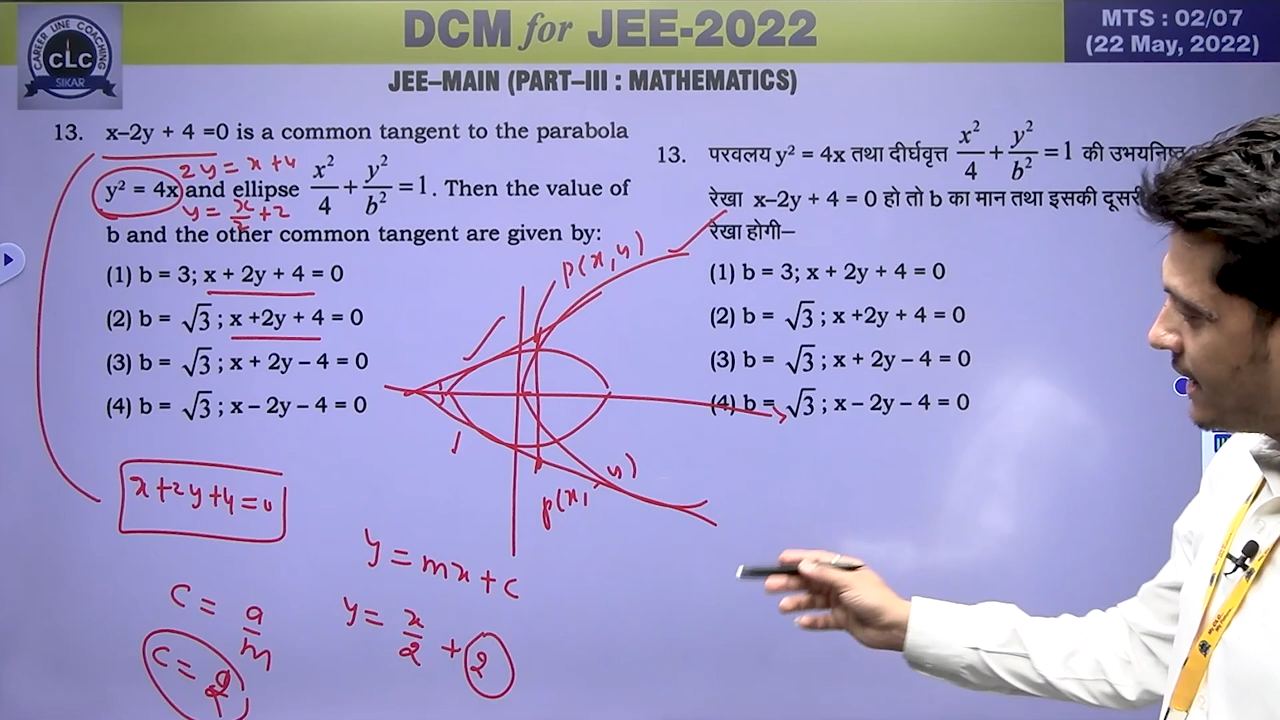 DCM for JEE-2022
MTS : 02/07
(22 May, 2022)
CAREER LINE COACHING
CLC
SIKAR
JEE–MAIN (PART–III : MATHEMATICS)
13. x–2y + 4 =0 is a common tangent to the parabola
2y = x+4
y² = 4x and ellipse x²/4 + y²/b² = 1. Then the value of
y = x/2 + 2
b and the other common tangent are given by:
(1) b = 3; x + 2y + 4 = 0
(2) b = √3 ; x +2y + 4 = 0
(3) b = √3 ; x + 2y – 4 = 0
(4) b = √3 ; x – 2y – 4 = 0
x+2y+4=0
c = a/m
c = 2
y = mx + c
y = x/2 + 2
p(x,y)
p(x,-y)
13. परवलय y² = 4x तथा दीर्घवृत्त x²/4 + y²/b² = 1 की उभयनिष्ठ
रेखा x–2y + 4 = 0 हो तो b का मान तथा इसकी दूसरी
रेखा होगी–
(1) b = 3; x + 2y + 4 = 0
(2) b = √3 ; x +2y + 4 = 0
(3) b = √3 ; x + 2y – 4 = 0
(4) b = √3 ; x – 2y – 4 = 0